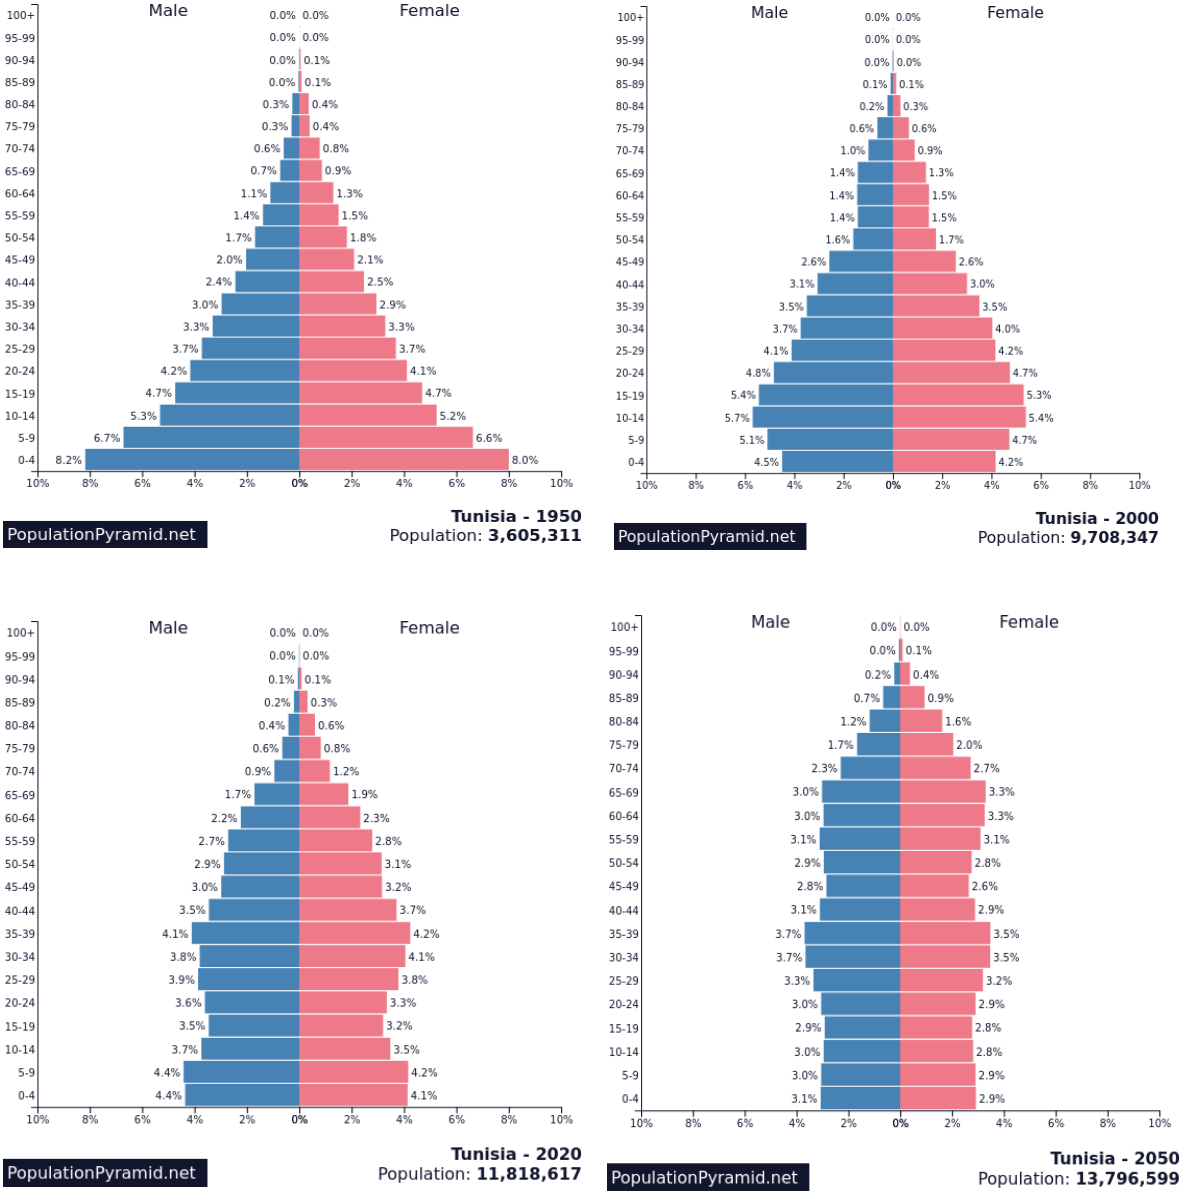 Male Female
100+ 0.0% 0.0%
95-99 0.0% 0.0%
90-94 0.0% 0.1%
85-89 0.0% 0.1%
80-84 0.3% 0.4%
75-79 0.3% 0.4%
70-74 0.6% 0.8%
65-69 0.7% 0.9%
60-64 1.1% 1.3%
55-59 1.4% 1.5%
50-54 1.7% 1.8%
45-49 2.0% 2.1%
40-44 2.4% 2.5%
35-39 3.0% 2.9%
30-34 3.3% 3.3%
25-29 3.7% 3.7%
20-24 4.2% 4.1%
15-19 4.7% 4.7%
10-14 5.3% 5.2%
5-9 6.7% 6.6%
0-4 8.2% 8.0%
10% 8% 6% 4% 2% 0% 2% 4% 6% 8% 10%
Tunisia - 1950
PopulationPyramid.net
Population: 3,605,311
Male Female
100+ 0.0% 0.0%
95-99 0.0% 0.0%
90-94 0.0% 0.0%
85-89 0.1% 0.1%
80-84 0.2% 0.3%
75-79 0.6% 0.6%
70-74 1.0% 0.9%
65-69 1.4% 1.3%
60-64 1.4% 1.5%
55-59 1.4% 1.5%
50-54 1.6% 1.7%
45-49 2.6% 2.6%
40-44 3.1% 3.0%
35-39 3.5% 3.5%
30-34 3.7% 4.0%
25-29 4.1% 4.2%
20-24 4.8% 4.7%
15-19 5.4% 5.3%
10-14 5.7% 5.4%
5-9 5.1% 4.7%
0-4 4.5% 4.2%
10% 8% 6% 4% 2% 0% 2% 4% 6% 8% 10%
Tunisia - 2000
PopulationPyramid.net
Population: 9,708,347
Male Female
100+ 0.0% 0.0%
95-99 0.0% 0.0%
90-94 0.1% 0.1%
85-89 0.2% 0.3%
80-84 0.4% 0.6%
75-79 0.6% 0.8%
70-74 0.9% 1.2%
65-69 1.7% 1.9%
60-64 2.2% 2.3%
55-59 2.7% 2.8%
50-54 2.9% 3.1%
45-49 3.0% 3.2%
40-44 3.5% 3.7%
35-39 4.1% 4.2%
30-34 3.8% 4.1%
25-29 3.9% 3.8%
20-24 3.6% 3.3%
15-19 3.5% 3.2%
10-14 3.7% 3.5%
5-9 4.4% 4.2%
0-4 4.4% 4.1%
10% 8% 6% 4% 2% 0% 2% 4% 6% 8% 10%
Tunisia - 2020
PopulationPyramid.net
Population: 11,818,617
Male Female
100+ 0.0% 0.0%
95-99 0.0% 0.1%
90-94 0.2% 0.4%
85-89 0.7% 0.9%
80-84 1.2% 1.6%
75-79 1.7% 2.0%
70-74 2.3% 2.7%
65-69 3.0% 3.3%
60-64 3.0% 3.3%
55-59 3.1% 3.1%
50-54 2.9% 2.8%
45-49 2.8% 2.6%
40-44 3.1% 2.9%
35-39 3.7% 3.5%
30-34 3.7% 3.5%
25-29 3.3% 3.2%
20-24 3.0% 2.9%
15-19 2.9% 2.8%
10-14 3.0% 2.8%
5-9 3.0% 2.9%
0-4 3.1% 2.9%
10% 8% 6% 4% 2% 0% 2% 4% 6% 8% 10%
Tunisia - 2050
PopulationPyramid.net
Population: 13,796,599